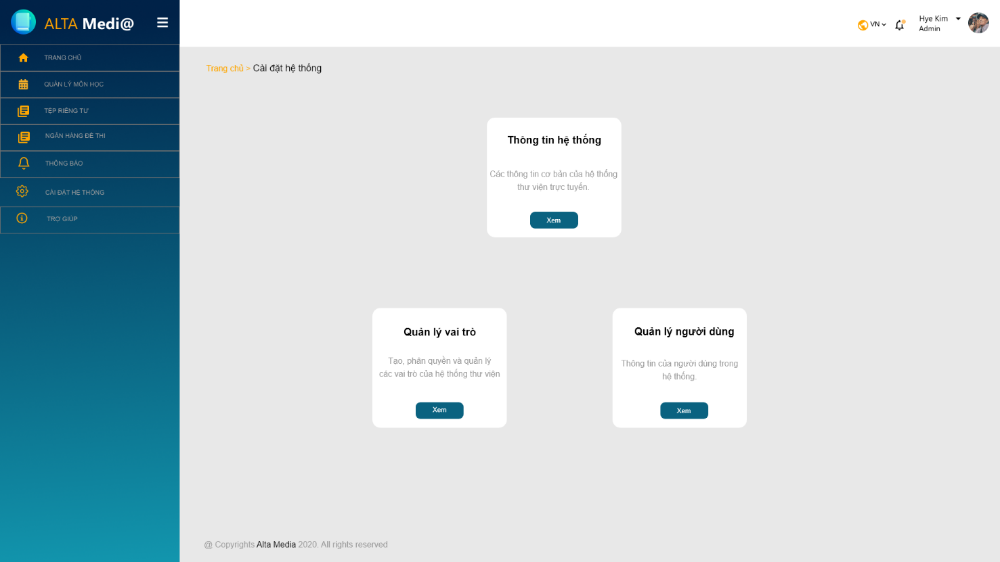 ALTA Medi@
VN
Hye Kim
Admin
TRANG CHỦ
QUẢN LÝ MÔN HỌC
TỆP RIÊNG TƯ
NGÂN HÀNG ĐỀ THI
THÔNG BÁO
CÀI ĐẶT HỆ THỐNG
TRỢ GIÚP
Trang chủ > Cài đặt hệ thống
Thông tin hệ thống
Các thông tin cơ bản của hệ thống
thư viện trực tuyến.
Xem
Quản lý vai trò
Tạo, phân quyền và quản lý
các vai trò của hệ thống thư viện
Xem
Quản lý người dùng
Thông tin của người dùng trong
hệ thống.
Xem
@ Copyrights Alta Media 2020. All rights reserved